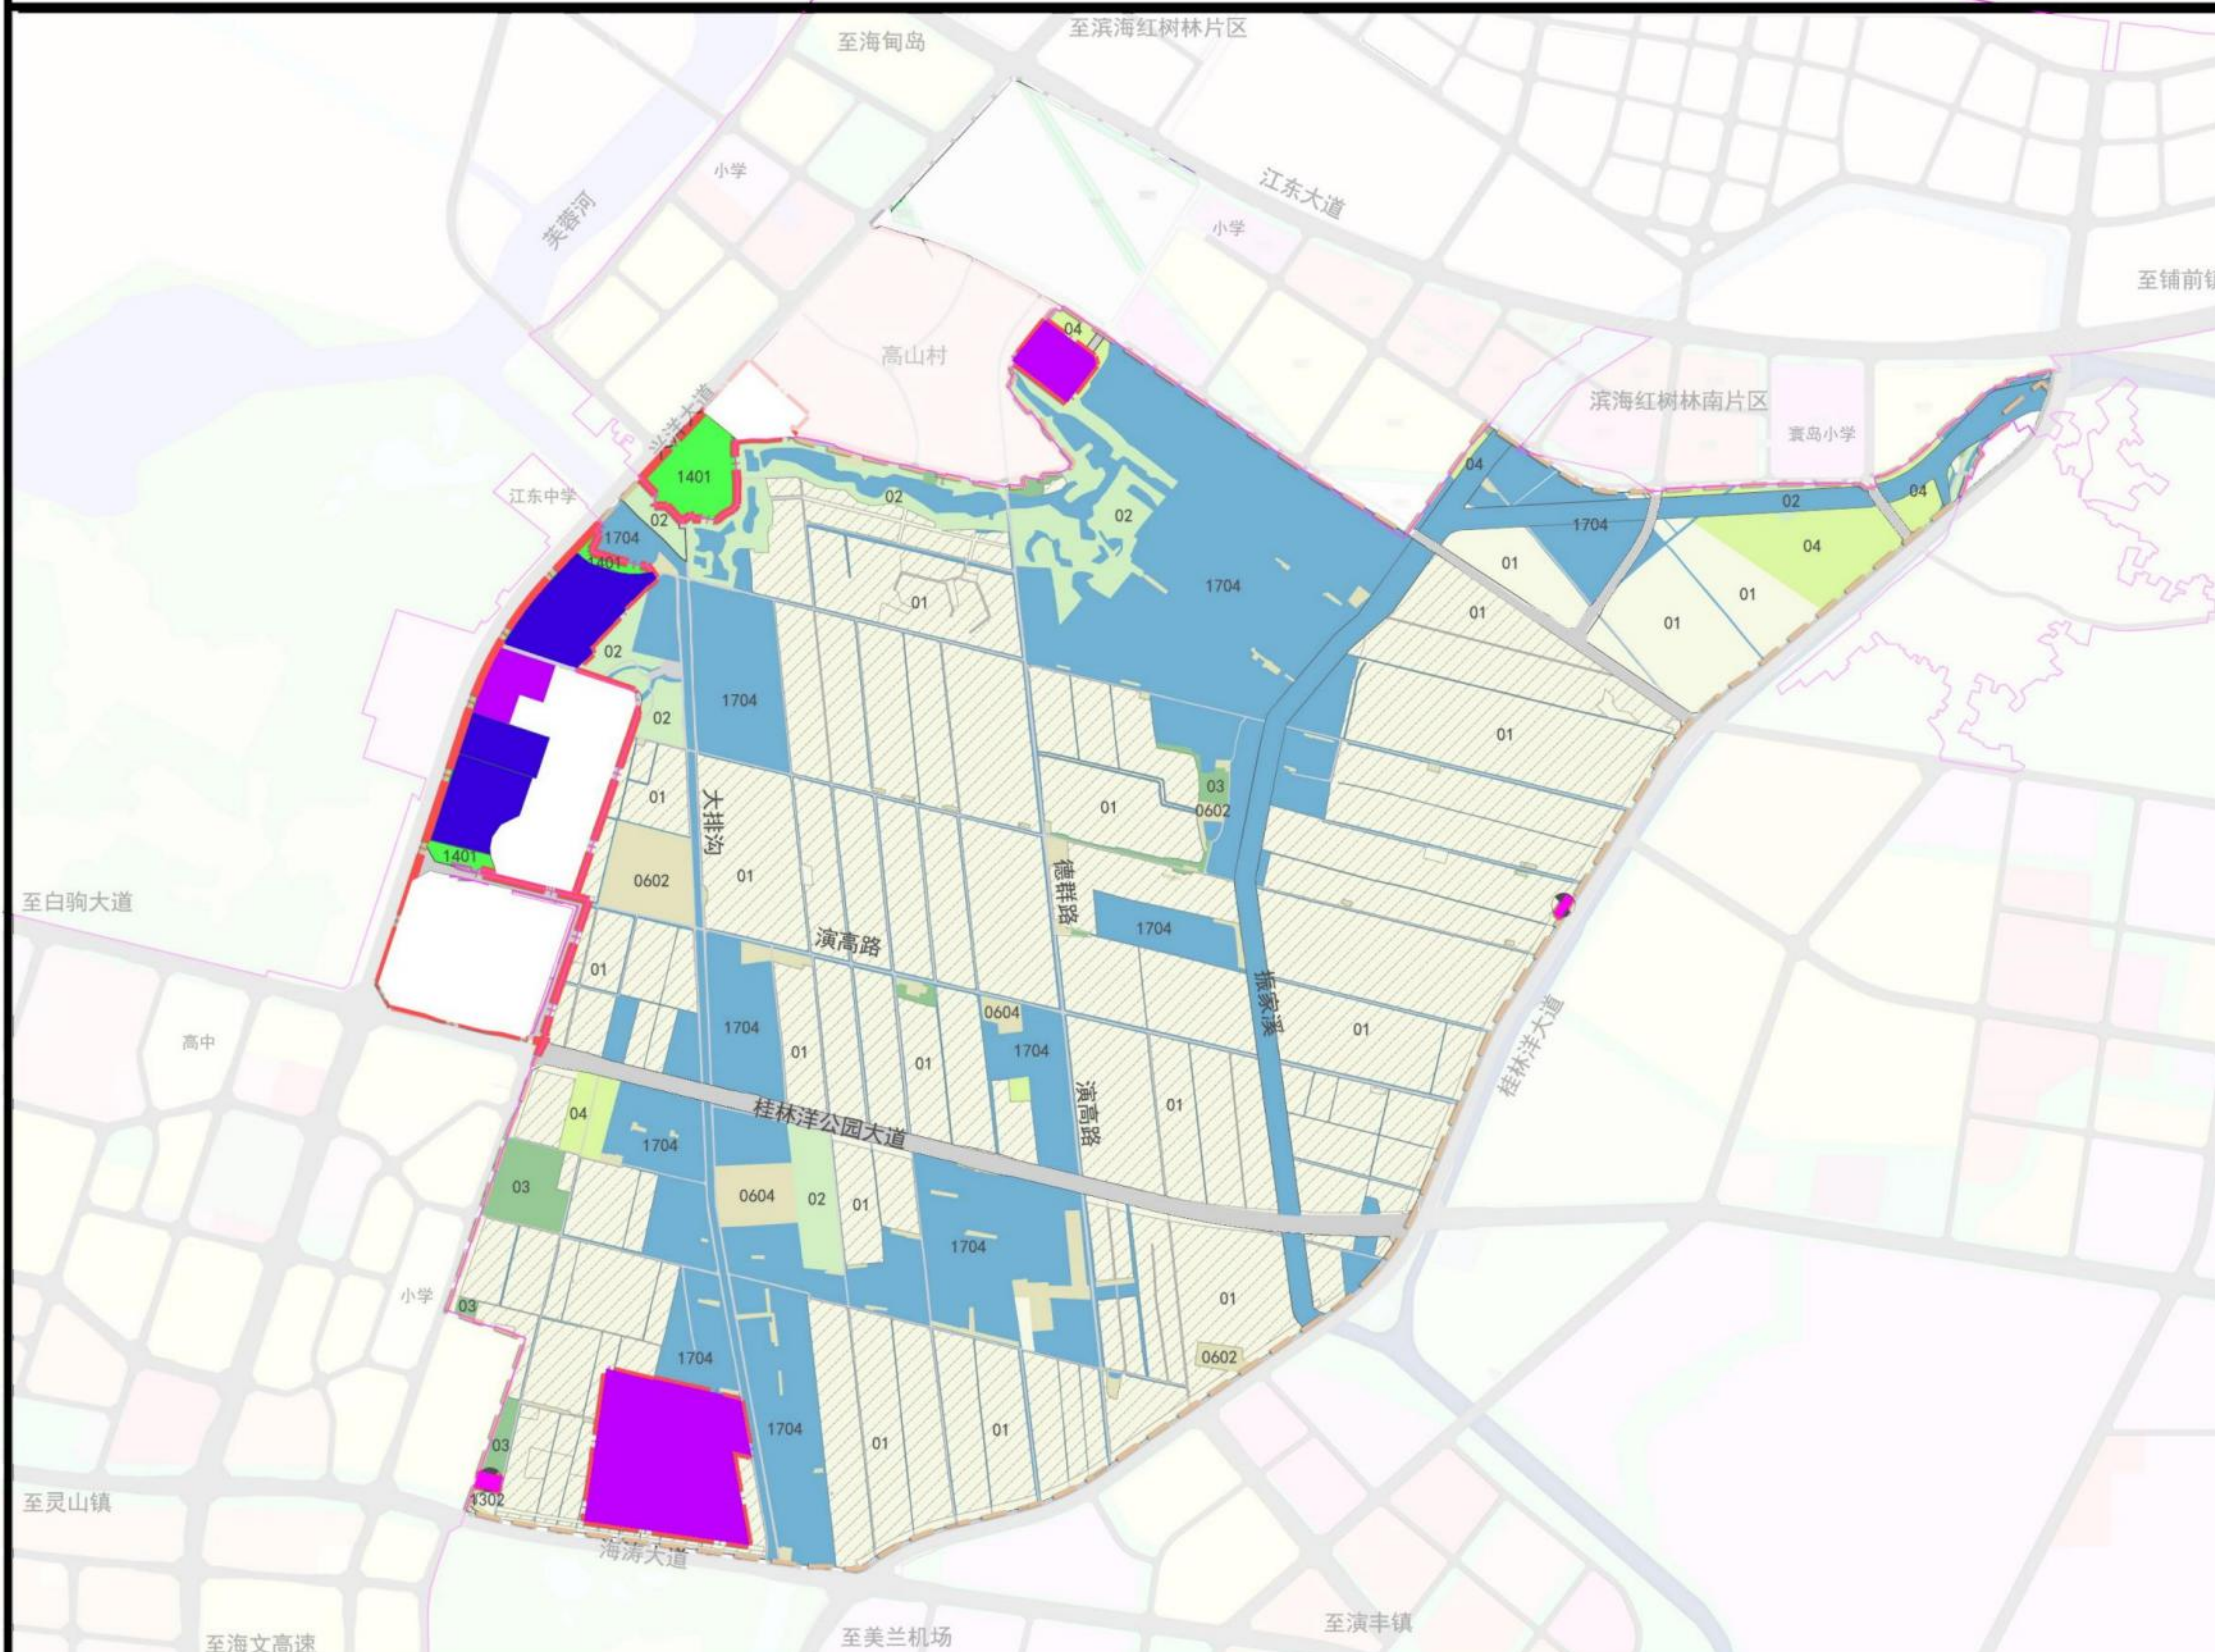 至海甸岛
至滨海红树林片区
小学
江东大道
芙蓉河
小学
至铺前镇
04
高山村
滨海红树林南片区
寰岛小学
兴洋大道
1401
江东中学
02
02
02
04
02
04
1704
1704
1401
04
01
1704
01
01
01
01
02
1704
01
02
03
0602
01
01
大排沟
1401
0602
01
德群路
至白驹大道
演高路
1704
01
振家溪
桂林洋大道
0604
1704
01
高中
01
01
1704
演高路
01
04
桂林洋公园大道
1704
03
0604
02
01
1704
小学
03
01
1704
0602
03
1704
01
01
1302
至灵山镇
海涛大道
至海文高速
至美兰机场
至演丰镇